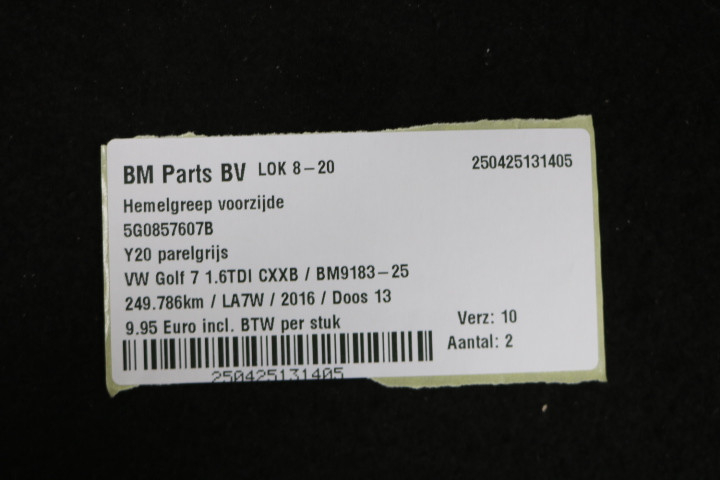 BM Parts BV LOK 8-20 250425131405
Hemelgreep voorzijde
5G0857607B
Y20 parelgrijs
VW Golf 7 1.6TDI CXXB / BM9183-25
249.786km / LA7W / 2016 / Doos 13
9.95 Euro incl. BTW per stuk Verz: 10
Aantal: 2
250425131405